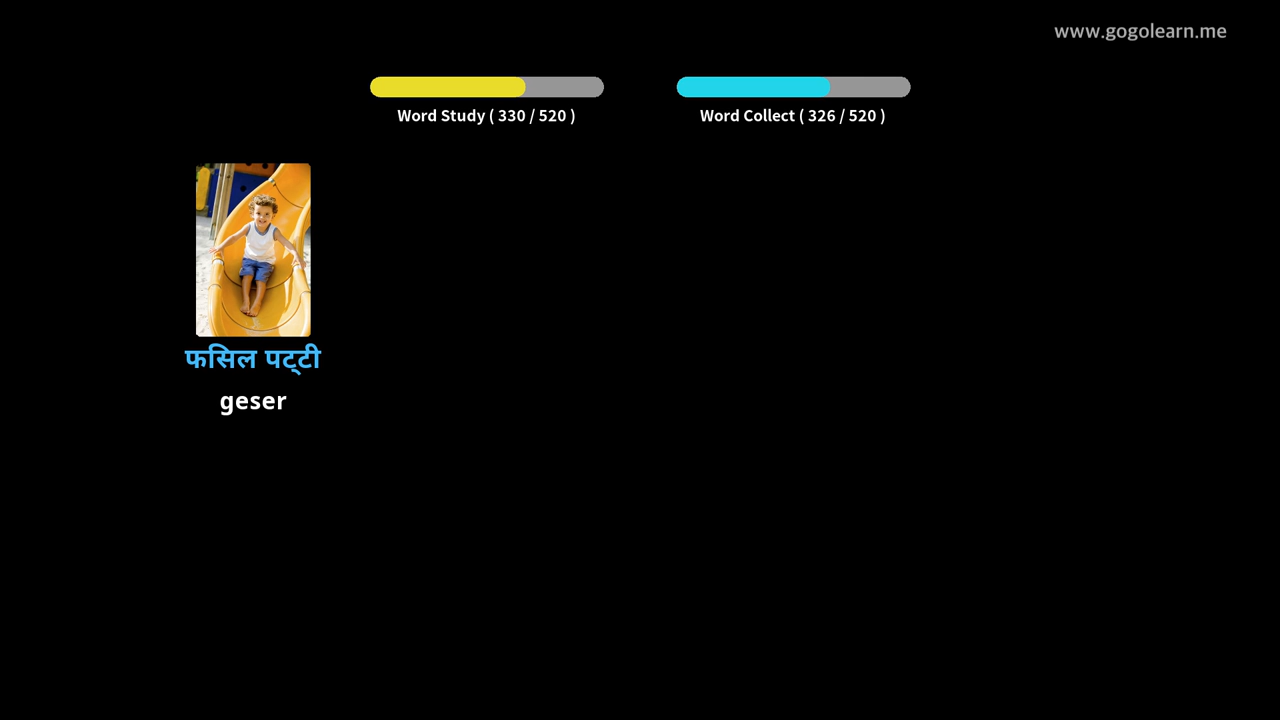 www.gogolearn.me
Word Study ( 330 / 520 )
Word Collect ( 326 / 520 )
फसिल पट्टी
geser